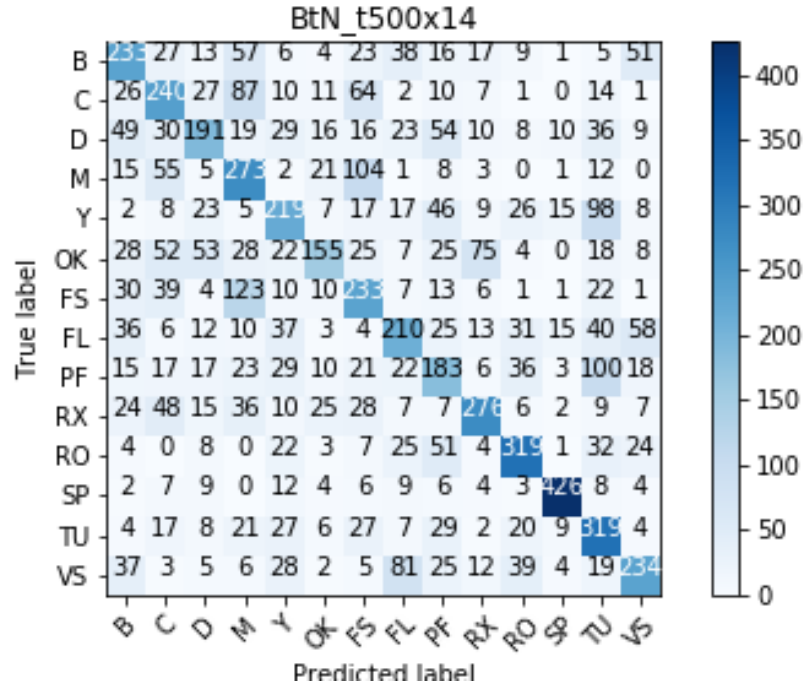 BtN_t500x14
B 233 27 13 57 6 4 23 38 16 17 9 1 5 51
C 26 240 27 87 10 11 64 2 10 7 1 0 14 1
D 49 30 191 19 29 16 16 23 54 10 8 10 36 9
M 15 55 5 273 2 21 104 1 8 3 0 1 12 0
Y 2 8 23 5 219 7 17 17 46 9 26 15 98 8
OK 28 52 53 28 22 155 25 7 25 75 4 0 18 8
FS 30 39 4 123 10 10 233 7 13 6 1 1 22 1
FL 36 6 12 10 37 3 4 210 25 13 31 15 40 58
PF 15 17 17 23 29 10 21 22 183 6 36 3 100 18
RX 24 48 15 36 10 25 28 7 7 276 6 2 9 7
RO 4 0 8 0 22 3 7 25 51 4 319 1 32 24
SP 2 7 9 0 12 4 6 9 6 4 3 426 8 4
TU 4 17 8 21 27 6 27 7 29 2 20 9 319 4
VS 37 3 5 6 28 2 5 81 25 12 39 4 19 234
B C D M Y OK FS FL PF RX RO SP TU VS
Predicted label
True label
400
350
300
250
200
150
100
50
0